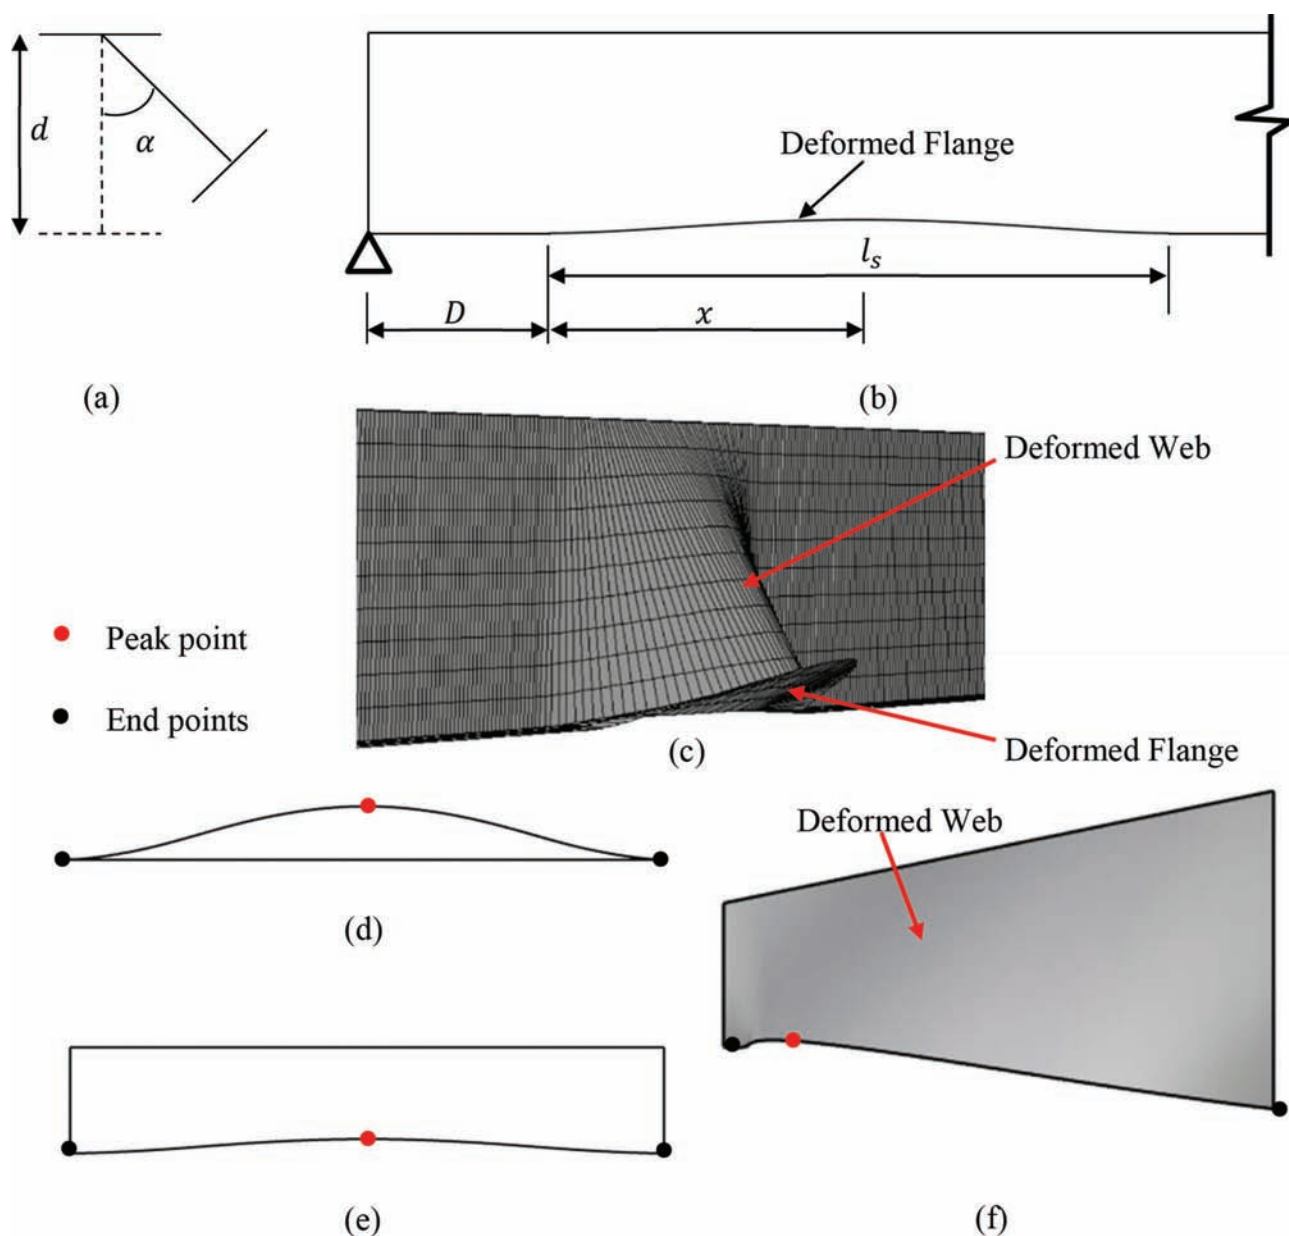 d
α
Deformed Flange
l_s
D
x
(a)
(b)
Deformed Web
Peak point
End points
(c)
Deformed Flange
Deformed Web
(d)
(e)
(f)